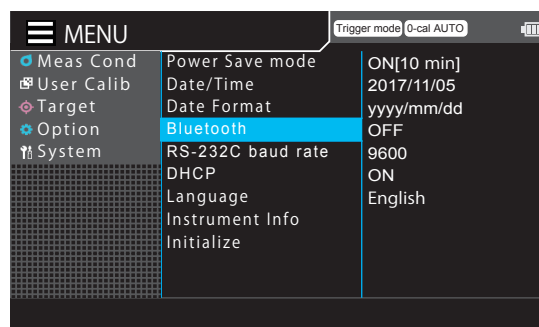 MENU
Trigger mode 0-cal AUTO
Meas Cond
User Calib
Target
Option
System
Power Save mode ON[10 min]
Date/Time 2017/11/05
Date Format yyyy/mm/dd
Bluetooth OFF
RS-232C baud rate 9600
DHCP ON
Language English
Instrument Info
Initialize